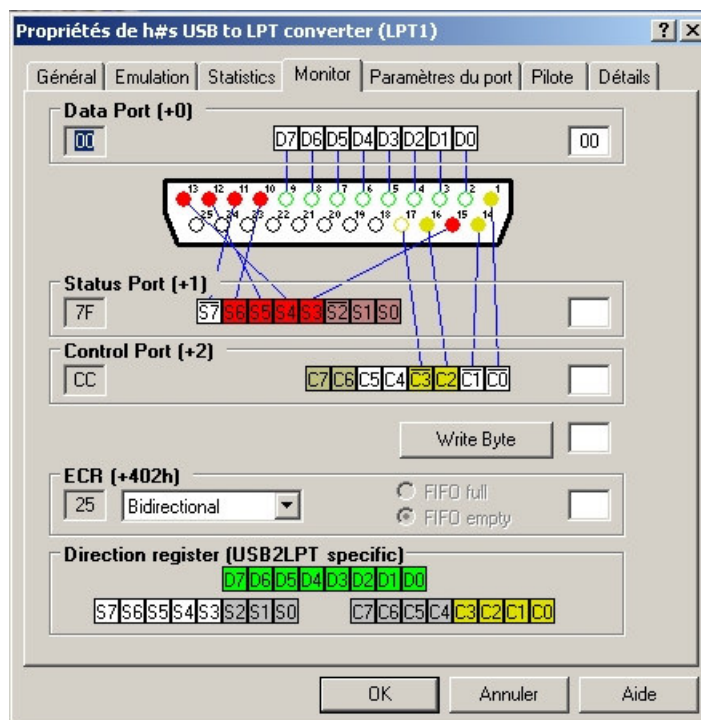 Propriétés de h#s USB to LPT converter (LPT1)
Général Emulation Statistics Monitor Paramètres du port Pilote Détails
Data Port (+0)
00 D7 D6 D5 D4 D3 D2 D1 D0 00
13 12 11 10 9 8 7 6 5 4 3 2 1
25 24 23 22 21 20 19 18 17 16 15 14
Status Port (+1)
7F S7 S6 S5 S4 S3 S2 S1 S0
Control Port (+2)
CC C7 C6 C5 C4 C3 C2 C1 C0
Write Byte
ECR (+402h)
25 Bidirectional FIFO full
FIFO empty
Direction register (USB2LPT specific)
D7 D6 D5 D4 D3 D2 D1 D0
S7 S6 S5 S4 S3 S2 S1 S0 C7 C6 C5 C4 C3 C2 C1 C0
OK Annuler Aide